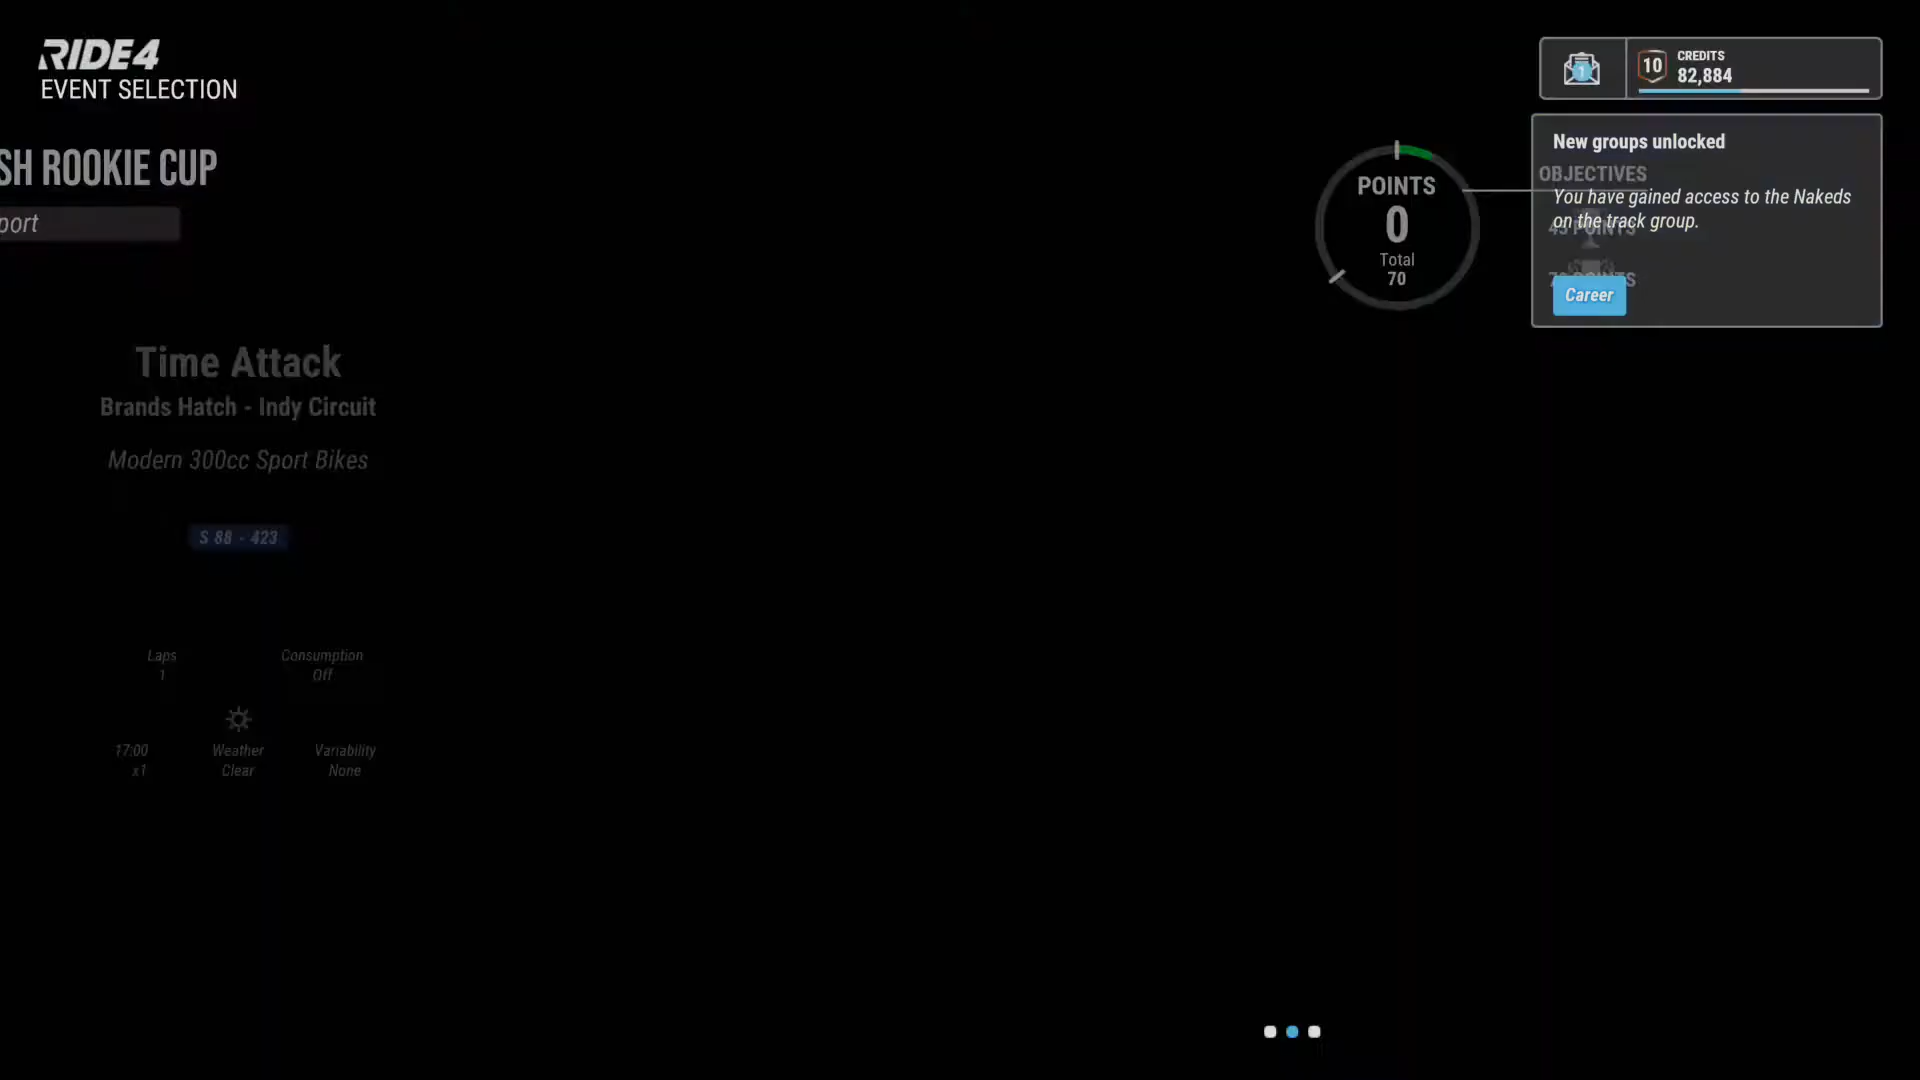 RIDE4
EVENT SELECTION
1
10
CREDITS
82,884
SH ROOKIE CUP
port
New groups unlocked
OBJECTIVES
You have gained access to the Nakeds
on the track group.
POINTS
Career
POINTS
0
Total
70
Time Attack
Brands Hatch - Indy Circuit
Modern 300cc Sport Bikes
S 88 - 423
Laps
1
Consumption
Off
17:00
x1
Weather
Clear
Variability
None